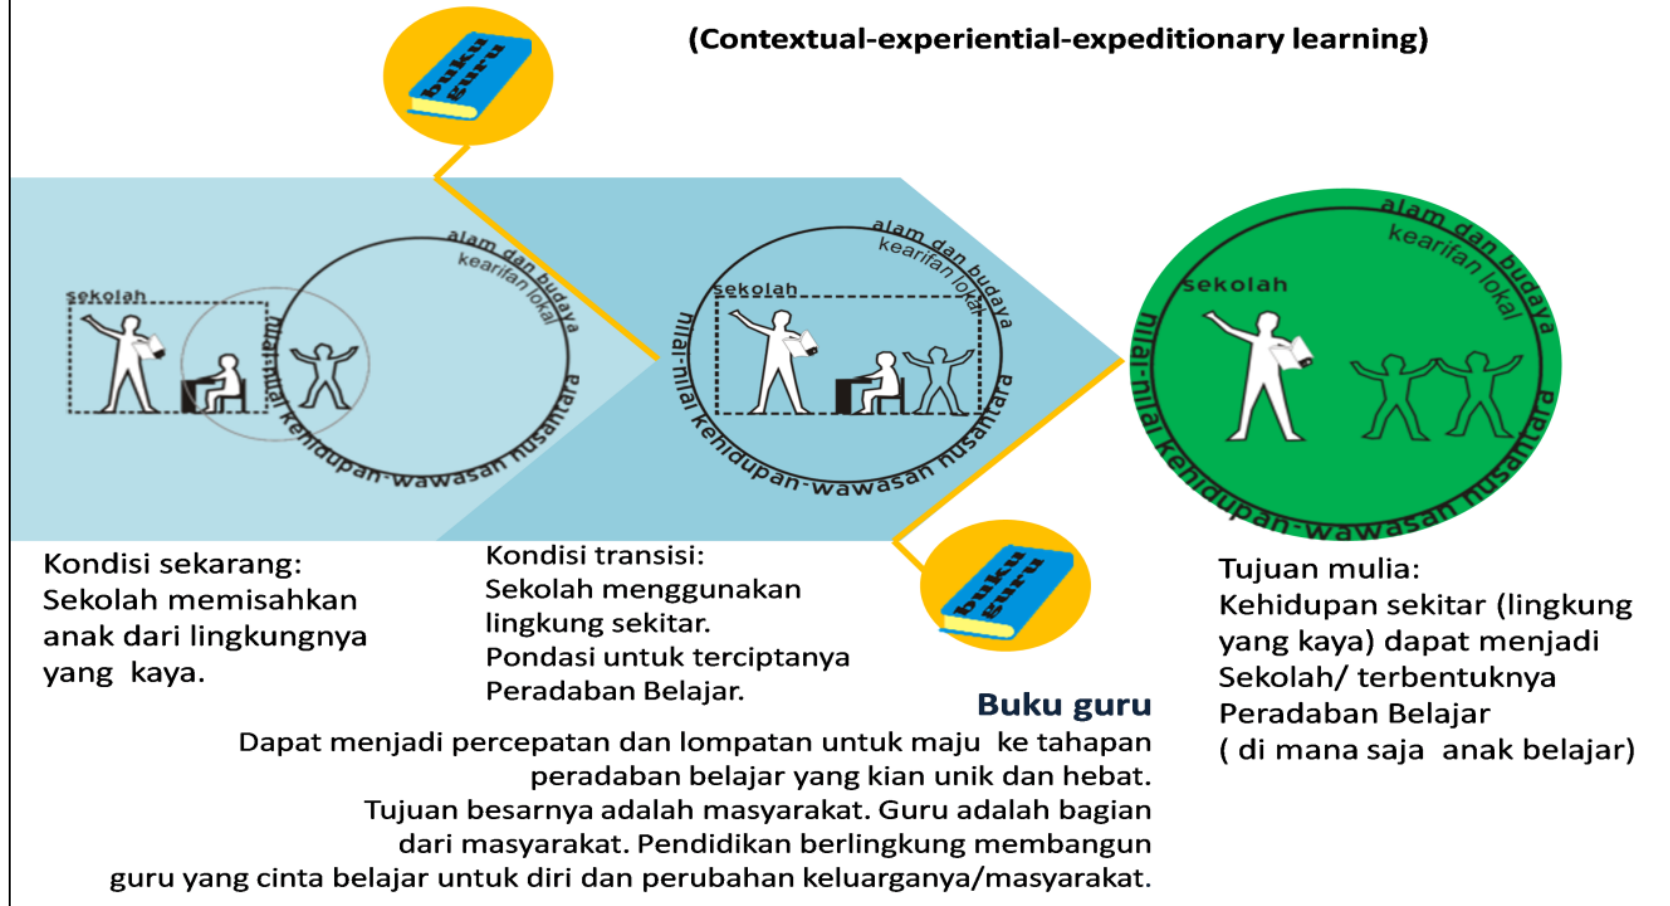 (Contextual-experiential-expeditionary learning)
buku
guru
sekolah
alam dan budaya
kearifan lokal
kehidupan-wawasan nusantara
sekolah
alam dan budaya
kearifan lokal
nilai-nilai kehidupan-wawasan nusantara
sekolah
alam dan budaya
kearifan lokal
nilai-nilai kehidupan-wawasan nusantara
Kondisi sekarang:
Sekolah memisahkan
anak dari lingkungnya
yang kaya.
Kondisi transisi:
Sekolah menggunakan
lingkung sekitar.
Pondasi untuk terciptanya
Peradaban Belajar.
buku
guru
Tujuan mulia:
Kehidupan sekitar (lingkung
yang kaya) dapat menjadi
Sekolah/ terbentuknya
Peradaban Belajar
( di mana saja anak belajar)
Buku guru
Dapat menjadi percepatan dan lompatan untuk maju ke tahapan
peradaban belajar yang kian unik dan hebat.
Tujuan besarnya adalah masyarakat. Guru adalah bagian
dari masyarakat. Pendidikan berlingkung membangun
guru yang cinta belajar untuk diri dan perubahan keluarganya/masyarakat.